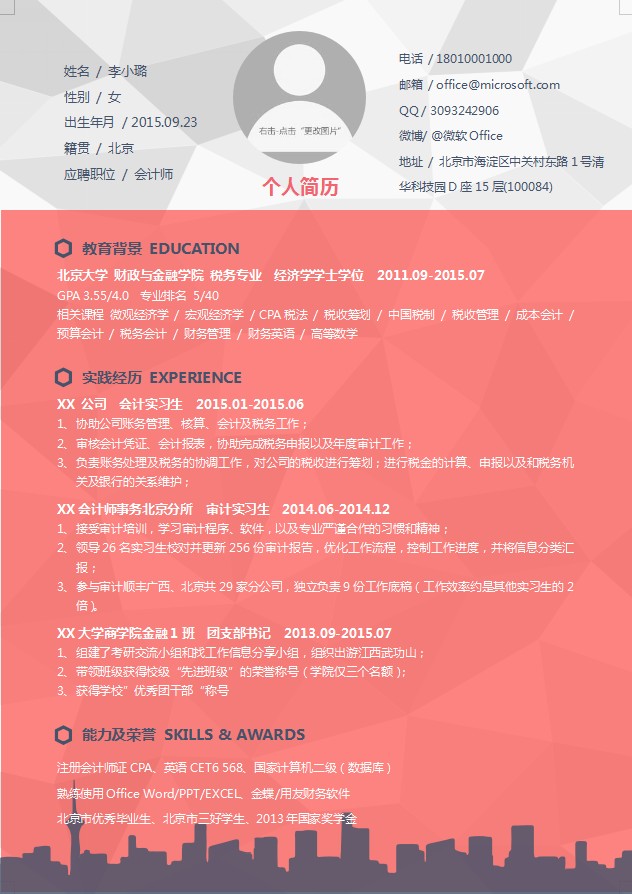 姓名 / 李小璐
性别 / 女
出生年月 / 2015.09.23
籍贯 / 北京
应聘职位 / 会计师
右击-点击“更改图片”
个人简历
电话 / 18010001000
邮箱 / office@microsoft.com
QQ / 3093242906
微博/ @微软 Office
地址 / 北京市海淀区中关村东路 1 号清
华科技园 D 座 15 层(100084)
教育背景 EDUCATION
北京大学 财政与金融学院 税务专业 经济学学士学位 2011.09-2015.07
GPA 3.55/4.0 专业排名 5/40
相关课程 微观经济学 / 宏观经济学 / CPA 税法 / 税收筹划 / 中国税制 / 税收管理 / 成本会计 /
预算会计 / 税务会计 / 财务管理 / 财务英语 / 高等数学
实践经历 EXPERIENCE
XX 公司 会计实习生 2015.01-2015.06
1、 协助公司账务管理、核算、会计及税务工作；
2、 审核会计凭证、会计报表，协助完成税务申报以及年度审计工作；
3、 负责账务处理及税务的协调工作，对公司的税收进行筹划；进行税金的计算、申报以及和税务机
关及银行的关系维护；
XX 会计师事务北京分所 审计实习生 2014.06-2014.12
1、 接受审计培训，学习审计程序、软件，以及专业严谨合作的习惯和精神；
2、 领导 26 名实习生校对并更新 256 份审计报告，优化工作流程，控制工作进度，并将信息分类汇
报；
3、 参与审计顺丰广西、北京共 29 家分公司，独立负责 9 份工作底稿（工作效率约是其他实习生的 2
倍）。
XX 大学商学院金融 1 班 团支部书记 2013.09-2015.07
1、 组建了考研交流小组和找工作信息分享小组，组织出游江西武功山；
2、 带领班级获得校级“先进班级”的荣誉称号（学院仅三个名额）；
3、 获得学校”优秀团干部“称号
能力及荣誉 SKILLS & AWARDS
注册会计师证 CPA、英语 CET6 568、国家计算机二级（数据库）
熟练使用 Office Word/PPT/EXCEL、金蝶/用友财务软件
北京市优秀毕业生、北京市三好学生、2013 年国家奖学金